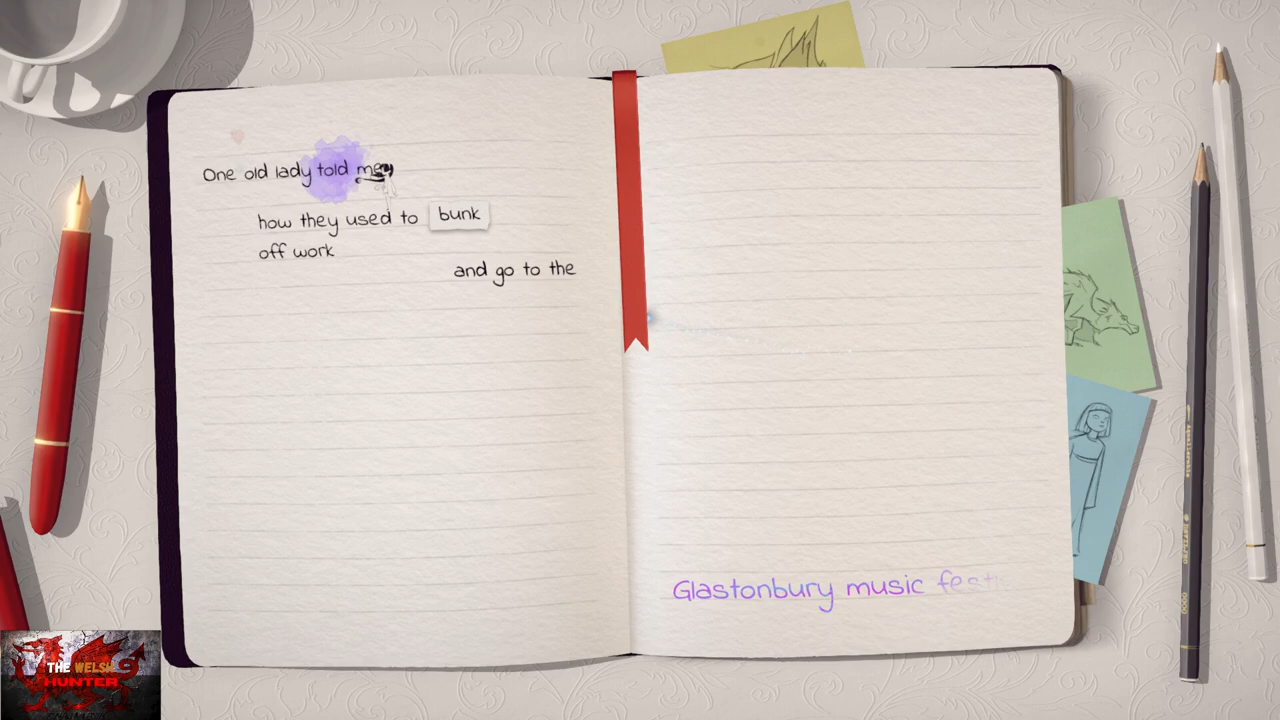 One old lady told me
how they used to bunk
off work
and go to the
Glastonbury music festi
THE WELSH
HUNTER